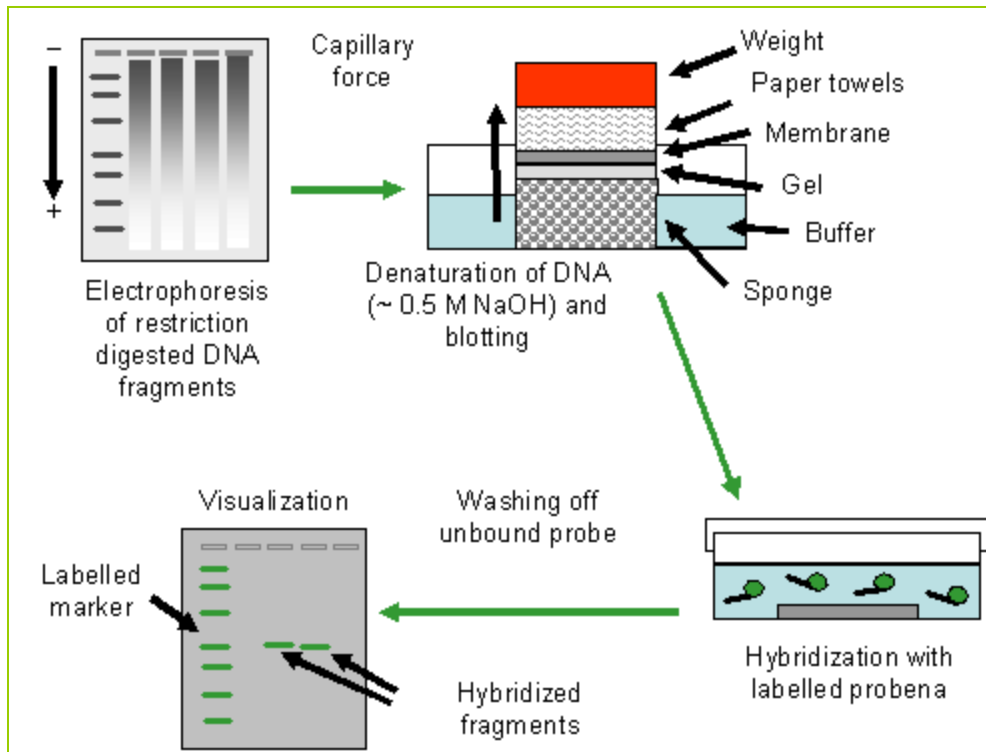 −
+
Electrophoresis
of restriction
digested DNA
fragments
Capillary
force
Weight
Paper towels
Membrane
Gel
Buffer
Sponge
Denaturation of DNA
(~ 0.5 M NaOH) and
blotting
Hybridization with
labelled probena
Washing off
unbound probe
Visualization
Labelled
marker
Hybridized
fragments